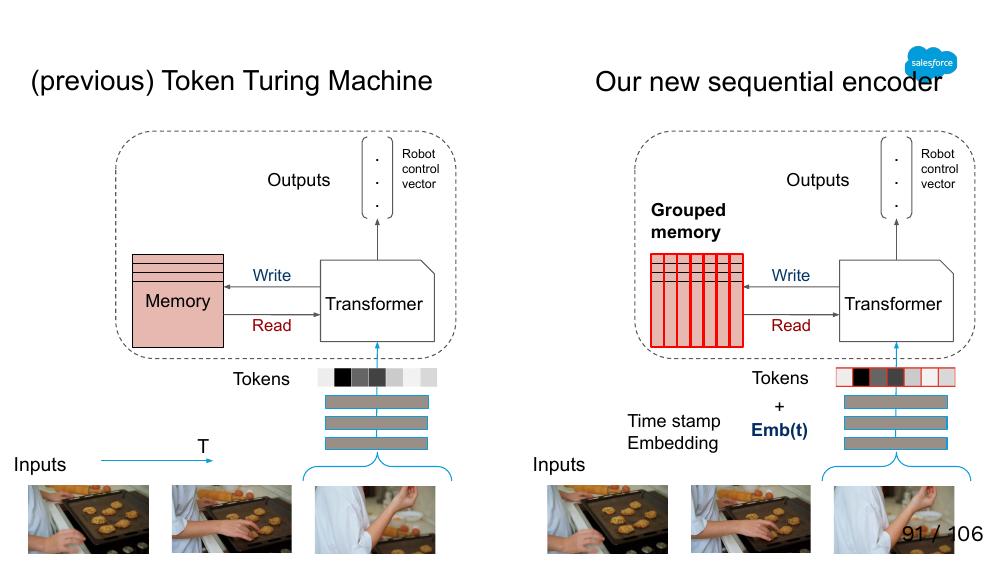 (previous) Token Turing Machine
Outputs
Robot
control
vector
Memory
Write
Read
Transformer
Tokens
T
Inputs
salesforce
Our new sequential encoder
Outputs
Robot
control
vector
Grouped
memory
Write
Read
Transformer
Tokens
+
Time stamp
Embedding
Emb(t)
Inputs
91 / 106